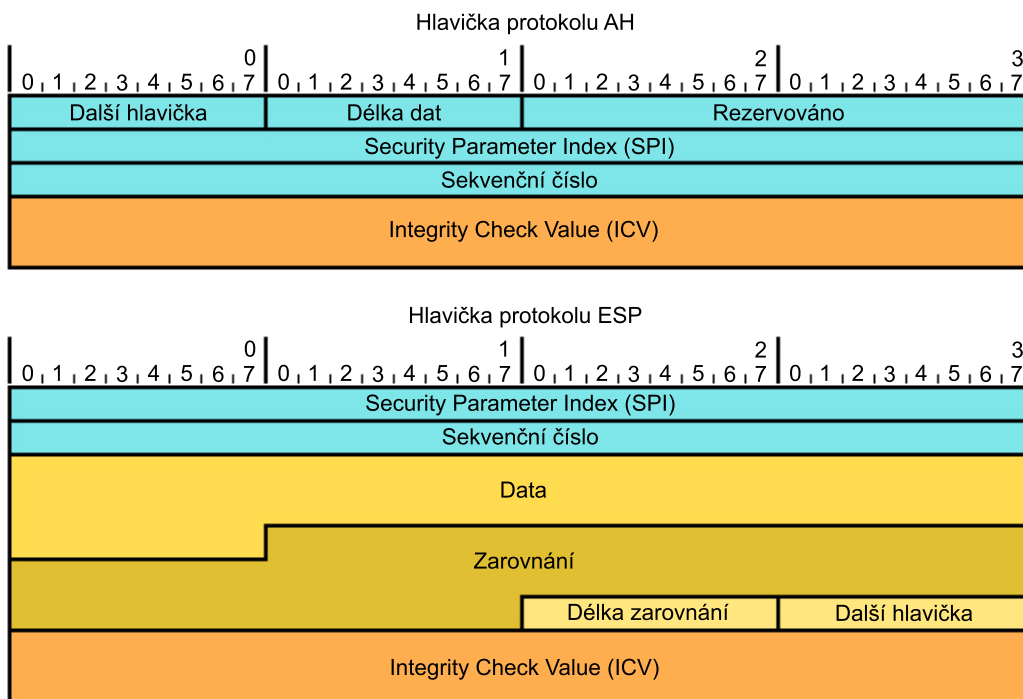 Hlavička protokolu AH
0 1 2 3
0 1 2 3 4 5 6 7 0 1 2 3 4 5 6 7 0 1 2 3 4 5 6 7 0 1 2 3 4 5 6 7
Další hlavička Délka dat Rezervováno
Security Parameter Index (SPI)
Sekvenční číslo
Integrity Check Value (ICV)
Hlavička protokolu ESP
0 1 2 3
0 1 2 3 4 5 6 7 0 1 2 3 4 5 6 7 0 1 2 3 4 5 6 7 0 1 2 3 4 5 6 7
Security Parameter Index (SPI)
Sekvenční číslo
Data
Zarovnání
Délka zarovnání Další hlavička
Integrity Check Value (ICV)